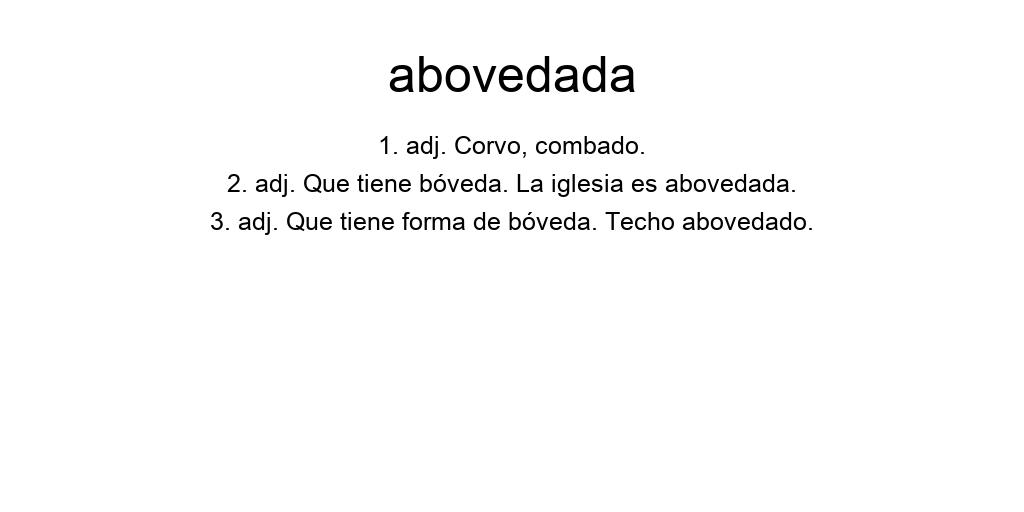 abovedada
1. adj. Corvo, combado.
2. adj. Que tiene bóveda. La iglesia es abovedada.
3. adj. Que tiene forma de bóveda. Techo abovedado.